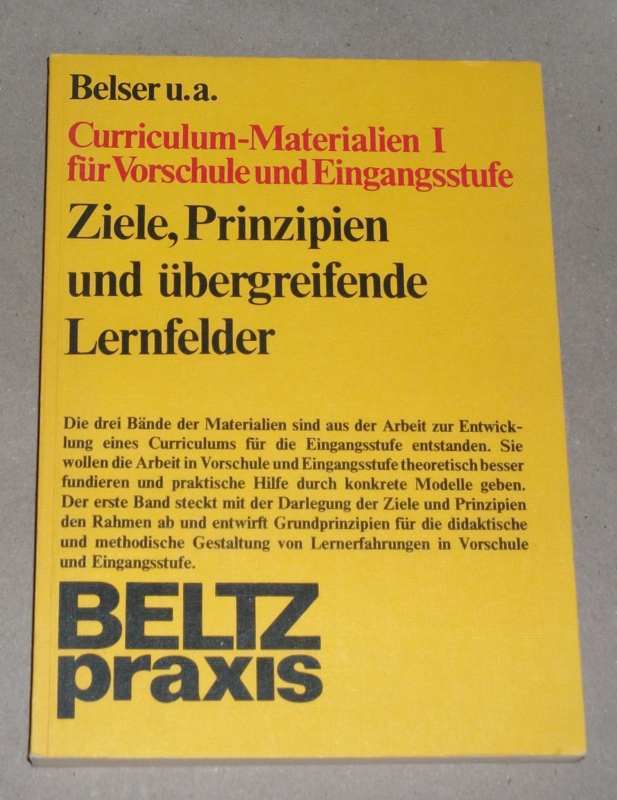 Belser u.a.
Curriculum-Materialien I
für Vorschule und Eingangsstufe
Ziele, Prinzipien
und übergreifende
Lernfelder
Die drei Bände der Materialien sind aus der Arbeit zur Entwick-
lung eines Curriculums für die Eingangsstufe entstanden. Sie
wollen die Arbeit in Vorschule und Eingangsstufe theoretisch besser
fundieren und praktische Hilfe durch konkrete Modelle geben.
Der erste Band steckt mit der Darlegung der Ziele und Prinzipien
den Rahmen ab und entwirft Grundprinzipien für die didaktische
und methodische Gestaltung von Lernerfahrungen in Vorschule
und Eingangsstufe.
BELTZ
praxis